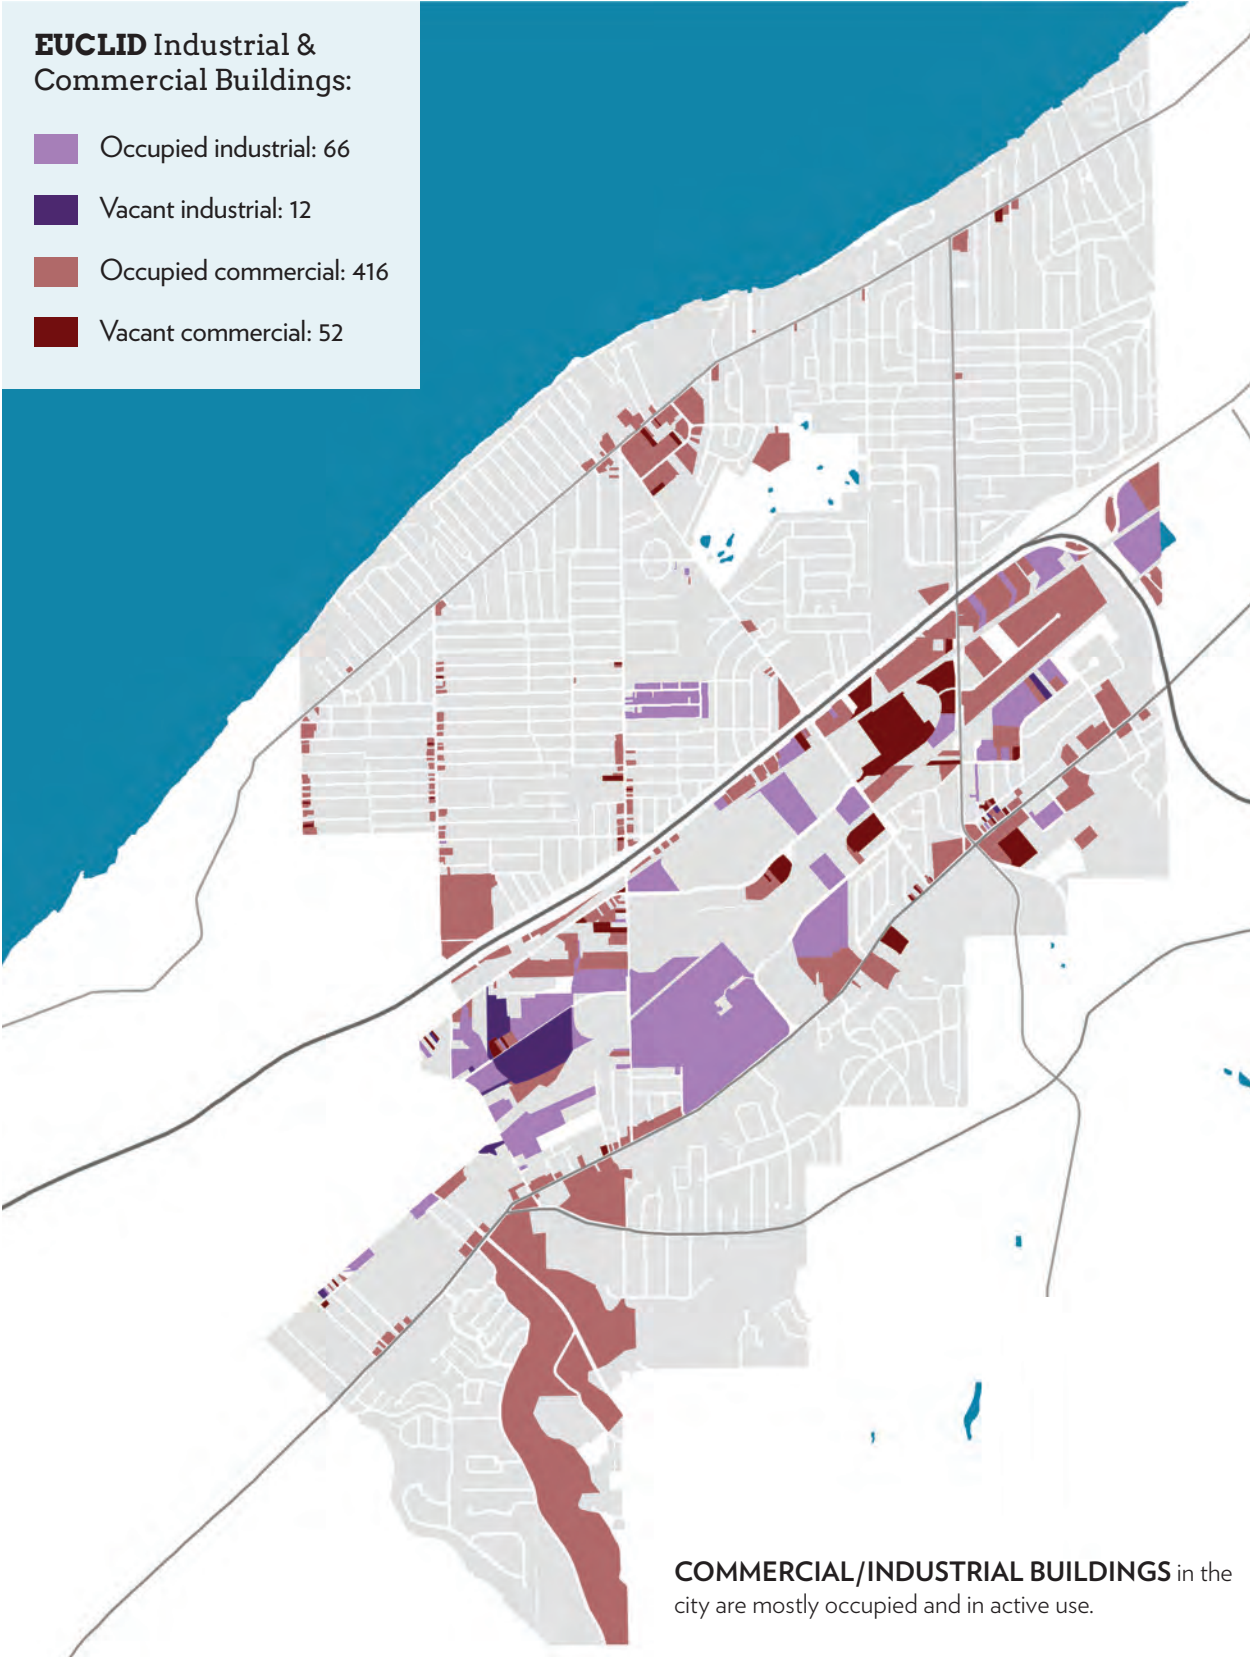 EUCLID Industrial &
Commercial Buildings:
Occupied industrial: 66
Vacant industrial: 12
Occupied commercial: 416
Vacant commercial: 52
COMMERCIAL/INDUSTRIAL BUILDINGS in the
city are mostly occupied and in active use.